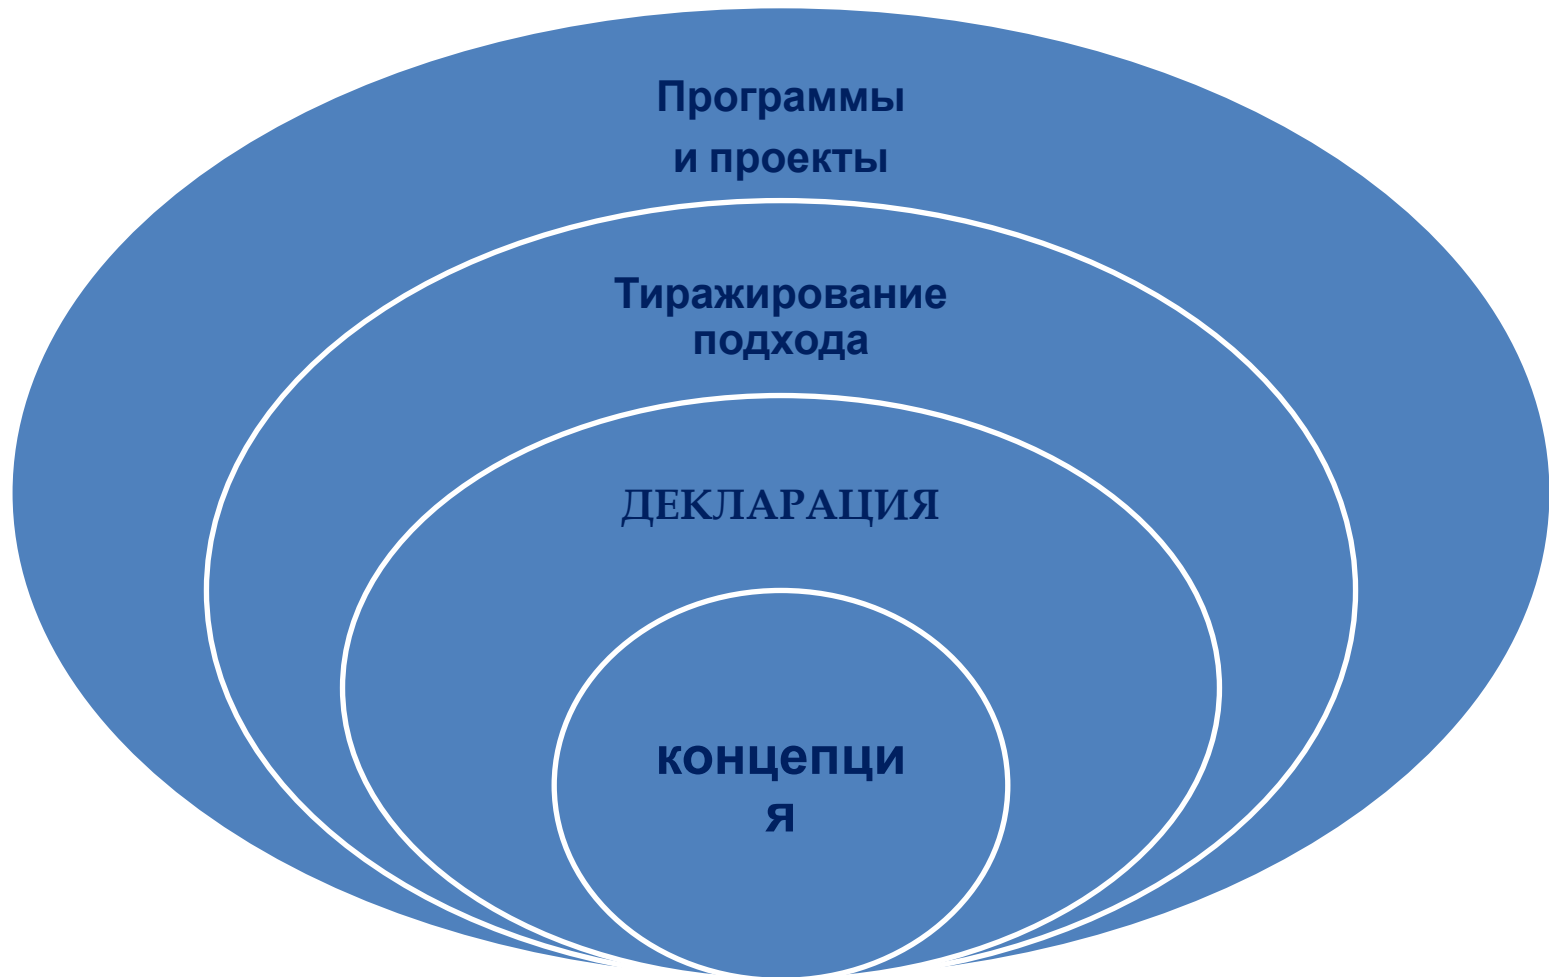 Программы
и проекты
Тиражирование
подхода
ДЕКЛАРАЦИЯ
концепци
я